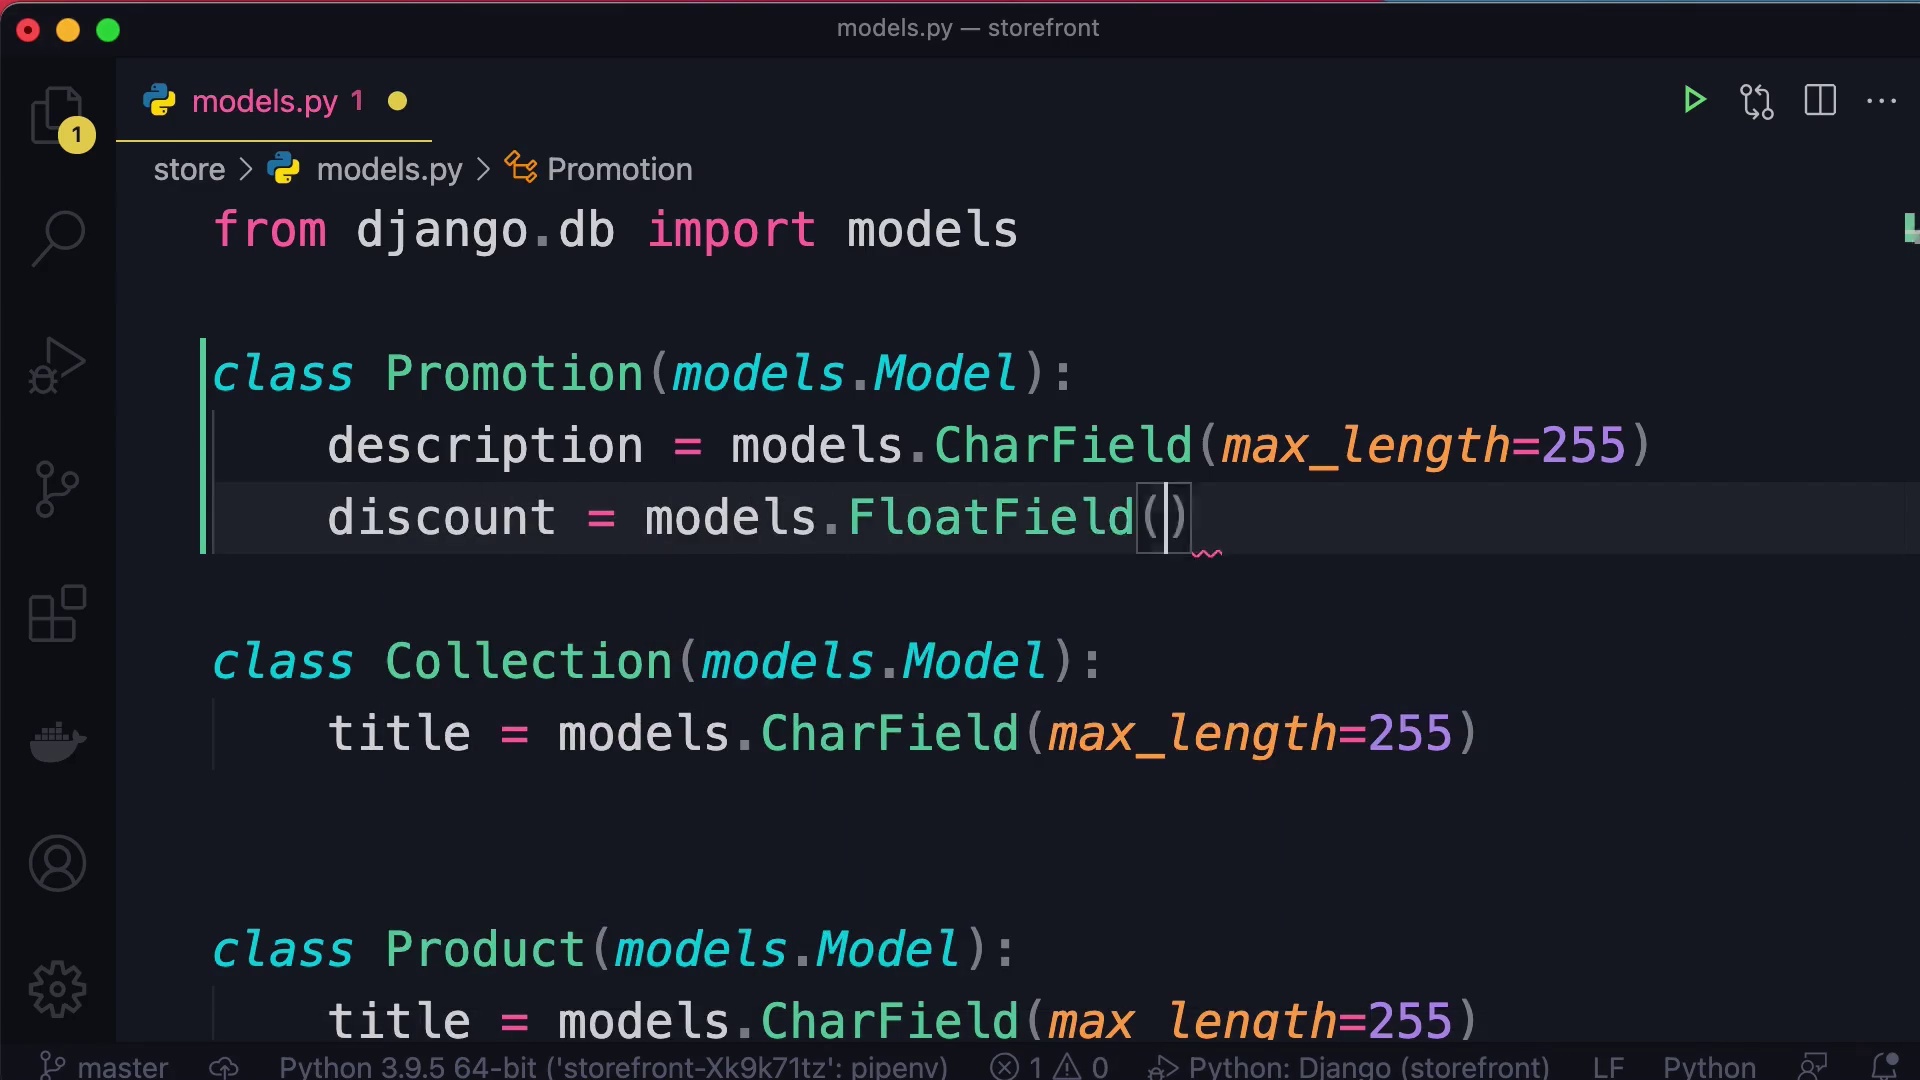 models.py — storefront
models.py 1
1
store > models.py > Promotion
from django.db import models
class Promotion(models.Model):
    description = models.CharField(max_length=255)
    discount = models.FloatField()
class Collection(models.Model):
    title = models.CharField(max_length=255)
class Product(models.Model):
    title = models.CharField(max_length=255)
master Python 3.9.5 64-bit ('storefront-Xk9k71tz': pipenv) 1 0 Python: Django (storefront) LF Python